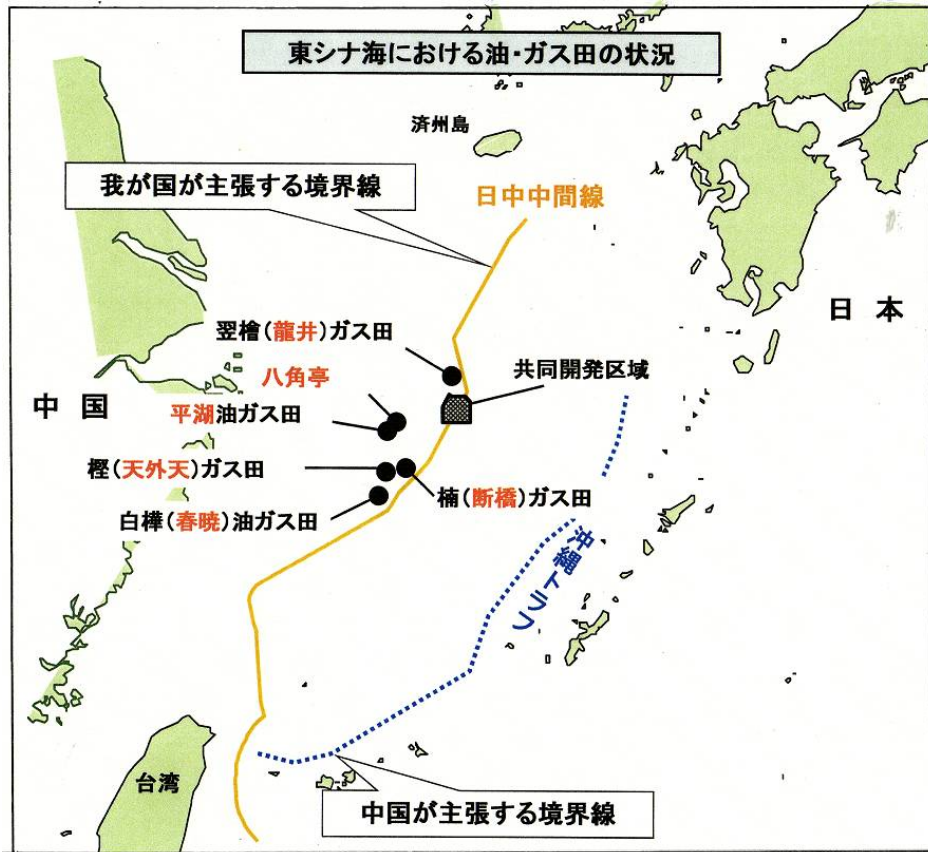 東シナ海における油・ガス田の状況
済州島
我が国が主張する境界線
日中中間線
日本
翌檜(龍井)ガス田
共同開発区域
八角亭
中国
平湖油ガス田
樫(天外天)ガス田
楠(断橋)ガス田
白樺(春暁)油ガス田
沖縄トラフ
台湾
中国が主張する境界線